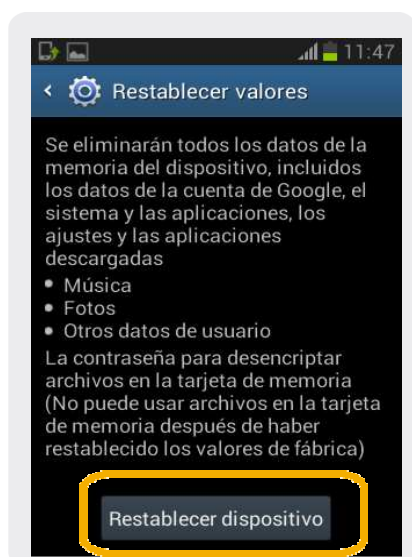 11:47
Restablecer valores
Se eliminarán todos los datos de la
memoria del dispositivo, incluidos
los datos de la cuenta de Google, el
sistema y las aplicaciones, los
ajustes y las aplicaciones
descargadas
• Música
• Fotos
• Otros datos de usuario
La contraseña para desencriptar
archivos en la tarjeta de memoria
(No puede usar archivos en la tarjeta
de memoria después de haber
restablecido los valores de fábrica)
Restablecer dispositivo